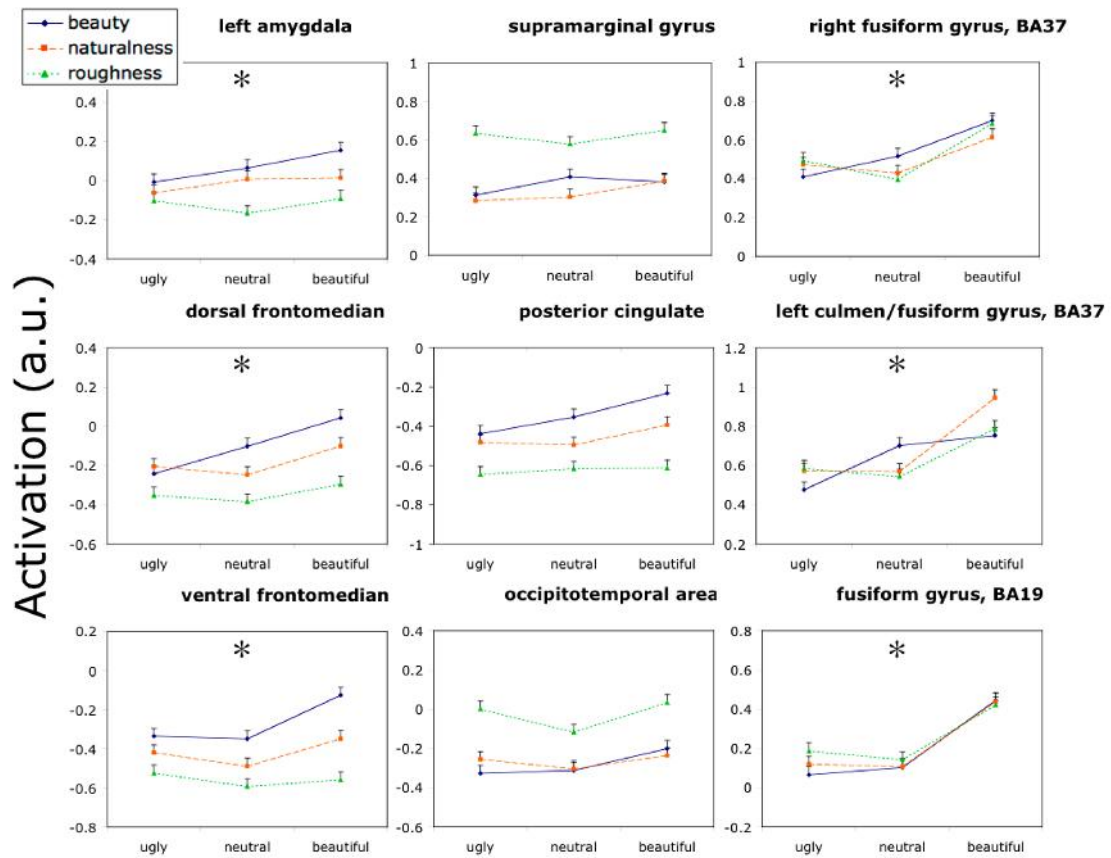 beauty
naturalness
roughness
left amygdala
supramarginal gyrus
right fusiform gyrus, BA37
*
*
0.4
0.2
0
-0.2
-0.4
1
0.8
0.6
0.4
0.2
0
1
0.8
0.6
0.4
0.2
0
ugly neutral beautiful
ugly neutral beautiful
ugly neutral beautiful
Activation (a.u.)
dorsal frontomedian
posterior cingulate
left culmen/fusiform gyrus, BA37
*
*
0.4
0.2
0
-0.2
-0.4
-0.6
0
-0.2
-0.4
-0.6
-0.8
-1
1.2
1
0.8
0.6
0.4
0.2
ugly neutral beautiful
ugly neutral beautiful
ugly neutral beautiful
ventral frontomedian
occipitotemporal area
fusiform gyrus, BA19
*
*
0.2
0
-0.2
-0.4
-0.6
-0.8
0.4
0.2
0
-0.2
-0.4
-0.6
0.8
0.6
0.4
0.2
0
-0.2
ugly neutral beautiful
ugly neutral beautiful
ugly neutral beautiful